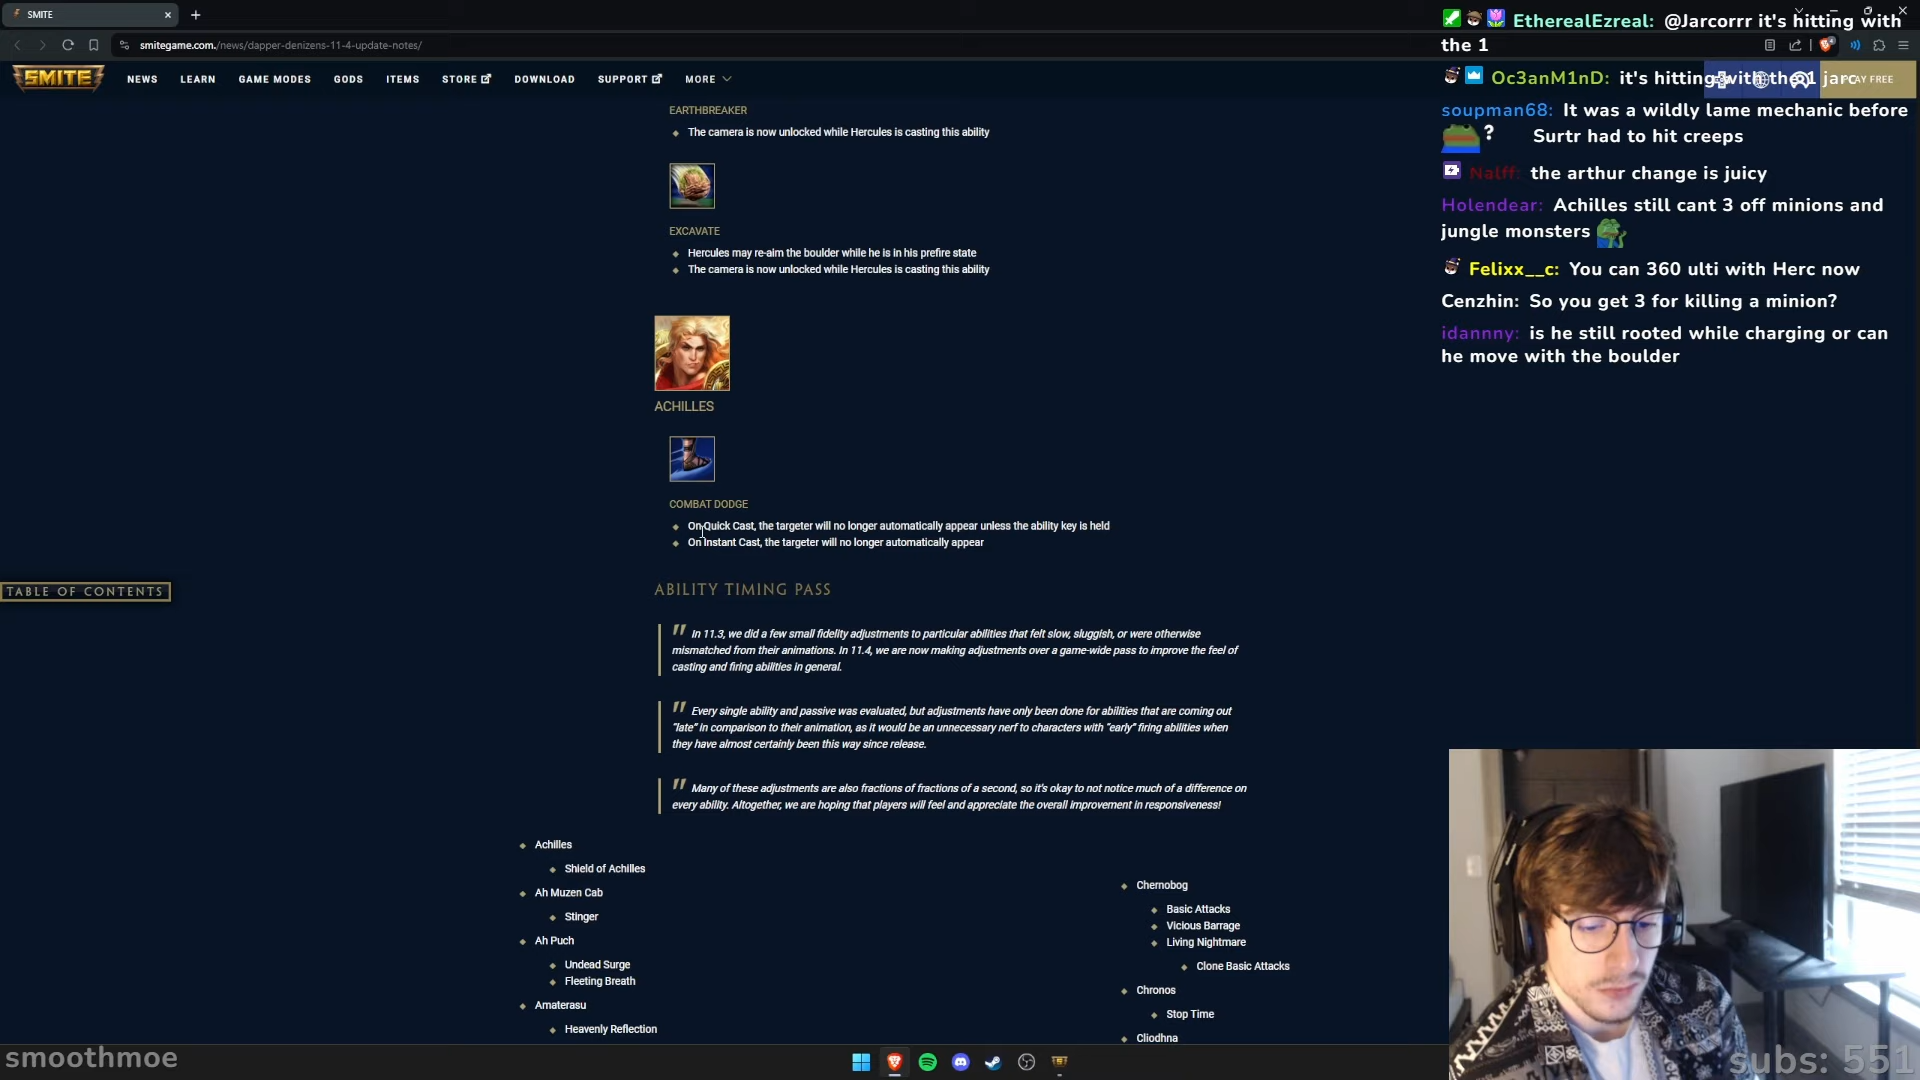 SMITE
smitegame.com./news/dapper-denizens-11-4-update-notes/
SMITE
NEWS
LEARN
GAME MODES
GODS
ITEMS
STORE
DOWNLOAD
SUPPORT
MORE
PLAY FREE
EARTHBREAKER
The camera is now unlocked while Hercules is casting this ability
EXCAVATE
Hercules may re-aim the boulder while he is in his prefire state
The camera is now unlocked while Hercules is casting this ability
ACHILLES
COMBAT DODGE
On Quick Cast, the targeter will no longer automatically appear unless the ability key is held
On Instant Cast, the targeter will no longer automatically appear
TABLE OF CONTENTS
ABILITY TIMING PASS
" In 11.3, we did a few small fidelity adjustments to particular abilities that felt slow, sluggish, or were otherwise
mismatched from their animations. In 11.4, we are now making adjustments over a game-wide pass to improve the feel of
casting and firing abilities in general.
" Every single ability and passive was evaluated, but adjustments have only been done for abilities that are coming out
"late" in comparison to their animation, as it would be an unnecessary nerf to characters with "early" firing abilities when
they have almost certainly been this way since release.
" Many of these adjustments are also fractions of fractions of a second, so it's okay to not notice much of a difference on
every ability. Altogether, we are hoping that players will feel and appreciate the overall improvement in responsiveness!
Achilles
Shield of Achilles
Ah Muzen Cab
Stinger
Ah Puch
Undead Surge
Fleeting Breath
Amaterasu
Heavenly Reflection
Chernobog
Basic Attacks
Vicious Barrage
Living Nightmare
Clone Basic Attacks
Chronos
Stop Time
Cliodhna
EtherealEzreal: @Jarcorrr it's hitting with
the 1
Oc3anM1nD: it's hitting with the 1 jarc
soupman68: It was a wildly lame mechanic before
? Surtr had to hit creeps
Nalff: the arthur change is juicy
Holendear: Achilles still cant 3 off minions and
jungle monsters
Felixx__c: You can 360 ulti with Herc now
Cenzhin: So you get 3 for killing a minion?
idannny: is he still rooted while charging or can
he move with the boulder
smoothmoe
subs: 551